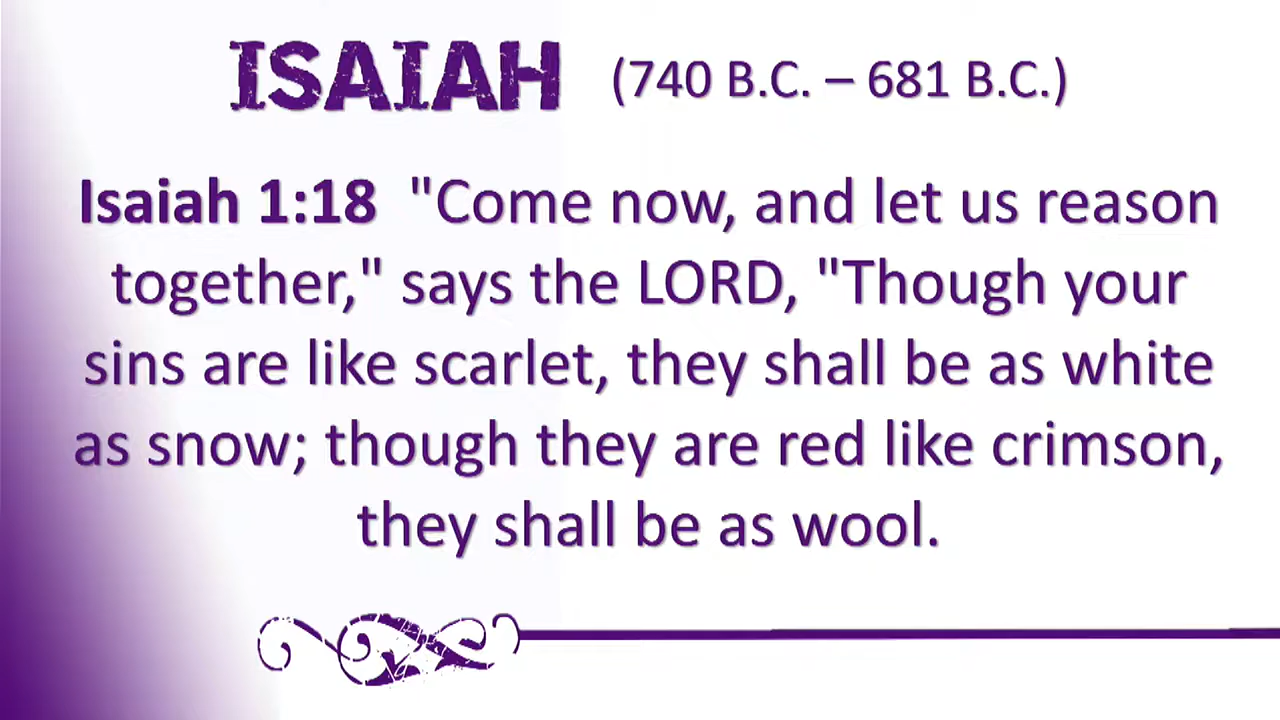 ISAIAH (740 B.C. – 681 B.C.)
Isaiah 1:18 "Come now, and let us reason
together," says the LORD, "Though your
sins are like scarlet, they shall be as white
as snow; though they are red like crimson,
they shall be as wool.